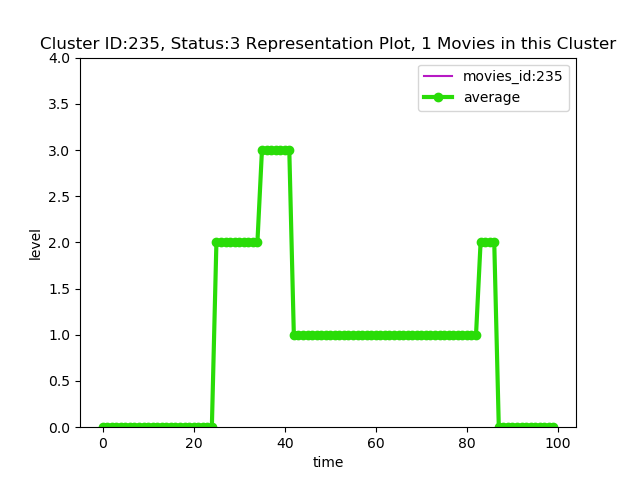 Cluster ID:235, Status:3 Representation Plot, 1 Movies in this Cluster
movies_id:235
average
4.0
3.5
3.0
2.5
2.0
1.5
1.0
0.5
0.0
level
0 20 40 60 80 100
time